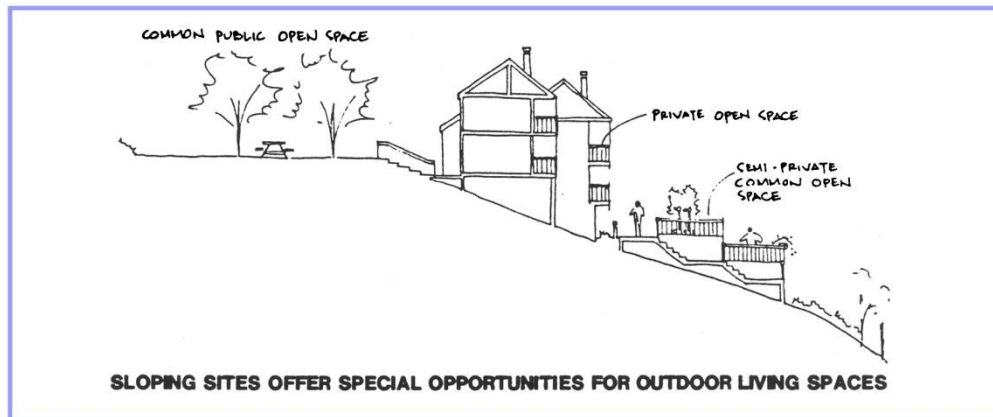 COMMON PUBLIC OPEN SPACE
PRIVATE OPEN SPACE
SEMI-PRIVATE
COMMON OPEN
SPACE
SLOPING SITES OFFER SPECIAL OPPORTUNITIES FOR OUTDOOR LIVING SPACES